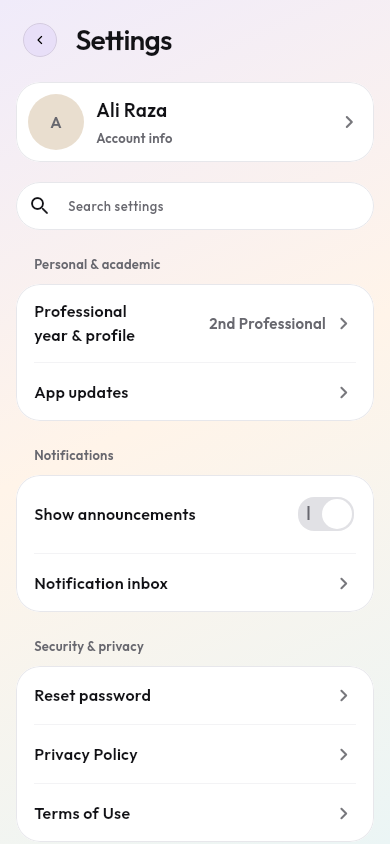 Settings
A
Ali Raza
Account info
Search settings
Personal & academic
Professional
year & profile
2nd Professional
App updates
Notifications
Show announcements
Notification inbox
Security & privacy
Reset password
Privacy Policy
Terms of Use